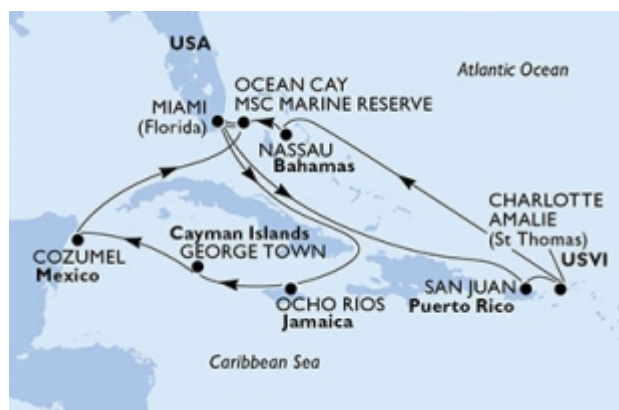 USA
Atlantic Ocean
OCEAN CAY
MSC MARINE RESERVE
MIAMI
(Florida)
NASSAU
Bahamas
CHARLOTTE
AMALIE
(St Thomas)
USVI
Cayman Islands
GEORGE TOWN
COZUMEL
Mexico
SAN JUAN
Puerto Rico
OCHO RIOS
Jamaica
Caribbean Sea